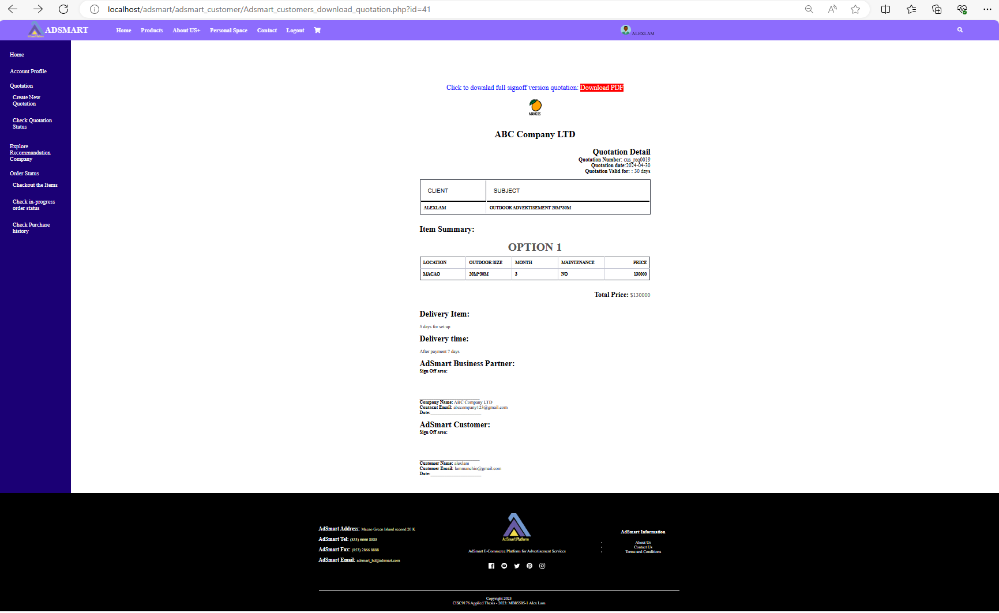 localhost/adsmart/adsmart_customer/Adsmart_customers_download_quotation.php?id=41
ADSMART
Home Products About US+ Personal Space Contact Logout
ALEXLAM
Home
Account Profile
Quotation
Create New
Quotation
Check Quotation
Status
Explore
Recommandation
Company
Order Status
Checkout the Items
Check in-progress
order status
Check Purchase
history
Click to downlad full signoff version quotation: Download PDF
MANGOS
ABC Company LTD
Quotation Detail
Quotation Number: cus_req0019
Quotation date:2024-04-30
Quotation Valid for: : 30 days
CLIENT SUBJECT
ALEXLAM OUTDOOR ADVERTISEMENT 20M*30M
Item Summary:
OPTION 1
LOCATION OUTDOOR SIZE MONTH MAINTENANCE PRICE
MACAO 20M*30M 3 NO 130000
Total Price: $130000
Delivery Item:
5 days for set up
Delivery time:
After payment 7 days
AdSmart Business Partner:
Sign Off area:
Company Name: ABC Company LTD
Contacnt Email: abccompany123@gmail.com
Date:____________________
AdSmart Customer:
Sign Off area:
Customer Name: alexlam
Customer Email: lammanchio@gmail.com
Date:____________________
AdSmart Address: Macao Green Island second 20 K
AdSmart Tel: (853) 6666 8888
AdSmart Fax: (853) 2866 8888
AdSmart Email: adsmart_hd@adsmart.com
AdSmart Platform
AdSmart E-Commerce Platform for Advertisement Services
AdSmart Information
About Us
Contact Us
Terms and Conditions
Copyright 2023
CISC9176 Applied Thesis - 2023: MB85505-1 Alex Lam